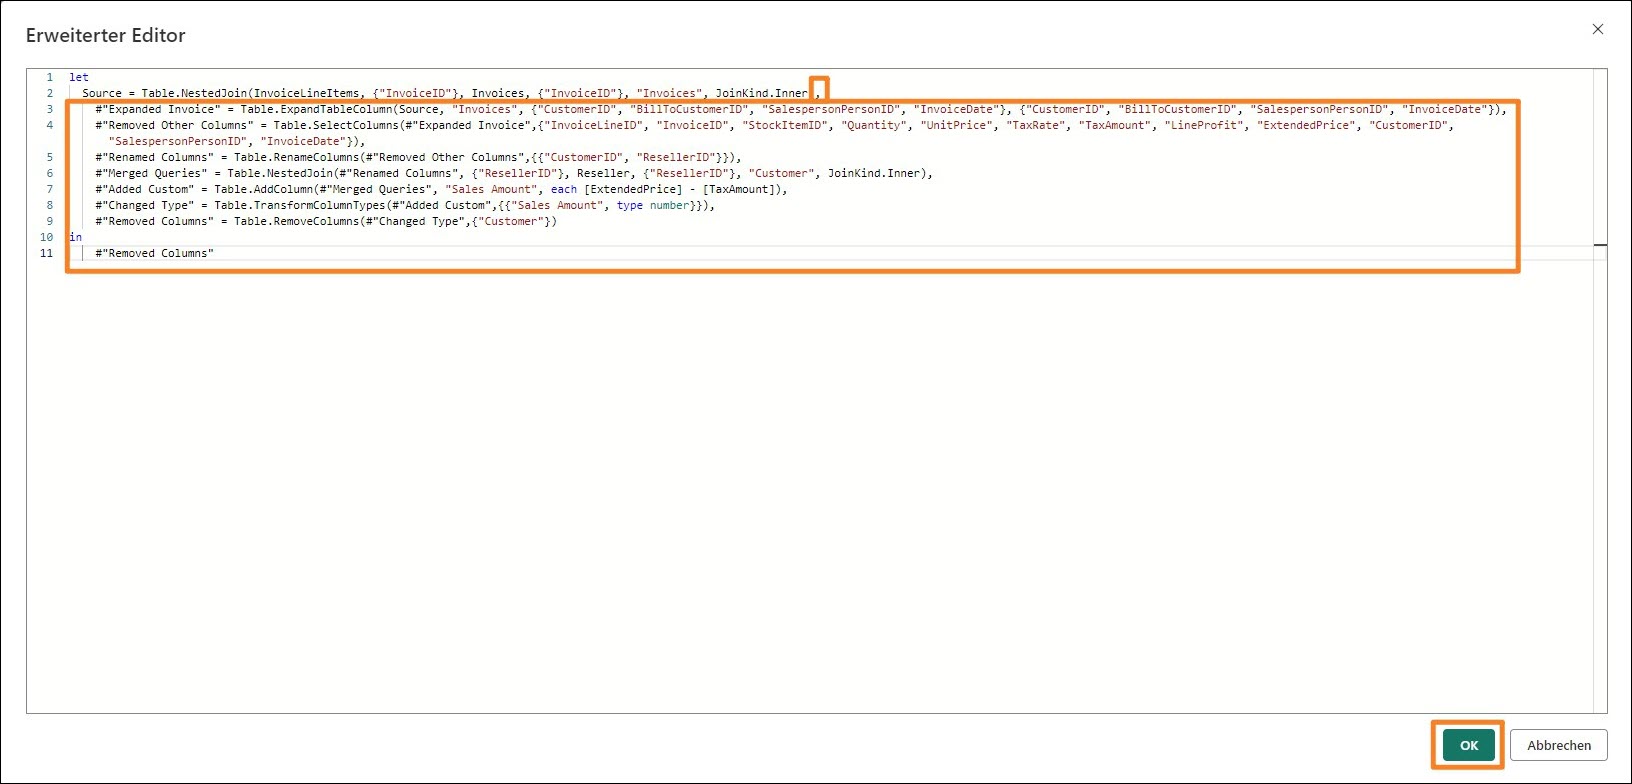 Erweiterter Editor
1 let
2 Source = Table.NestedJoin(InvoiceLineItems, {"InvoiceID"}, Invoices, {"InvoiceID"}, "Invoices", JoinKind.Inner ,
3 #"Expanded Invoice" = Table.ExpandTableColumn(Source, "Invoices", {"CustomerID", "BillToCustomerID", "SalespersonPersonID", "InvoiceDate"}, {"CustomerID", "BillToCustomerID", "SalespersonPersonID", "InvoiceDate"}),
4 #"Removed Other Columns" = Table.SelectColumns(#"Expanded Invoice",{"InvoiceLineID", "InvoiceID", "StockItemID", "Quantity", "UnitPrice", "TaxRate", "TaxAmount", "LineProfit", "ExtendedPrice", "CustomerID",
"SalespersonPersonID", "InvoiceDate"}),
5 #"Renamed Columns" = Table.RenameColumns(#"Removed Other Columns",{{"CustomerID", "ResellerID"}}),
6 #"Merged Queries" = Table.NestedJoin(#"Renamed Columns", {"ResellerID"}, Reseller, {"ResellerID"}, "Customer", JoinKind.Inner),
7 #"Added Custom" = Table.AddColumn(#"Merged Queries", "Sales Amount", each [ExtendedPrice] - [TaxAmount]),
8 #"Changed Type" = Table.TransformColumnTypes(#"Added Custom",{{"Sales Amount", type number}}),
9 #"Removed Columns" = Table.RemoveColumns(#"Changed Type",{"Customer"})
10 in
11 #"Removed Columns"
OK Abbrechen